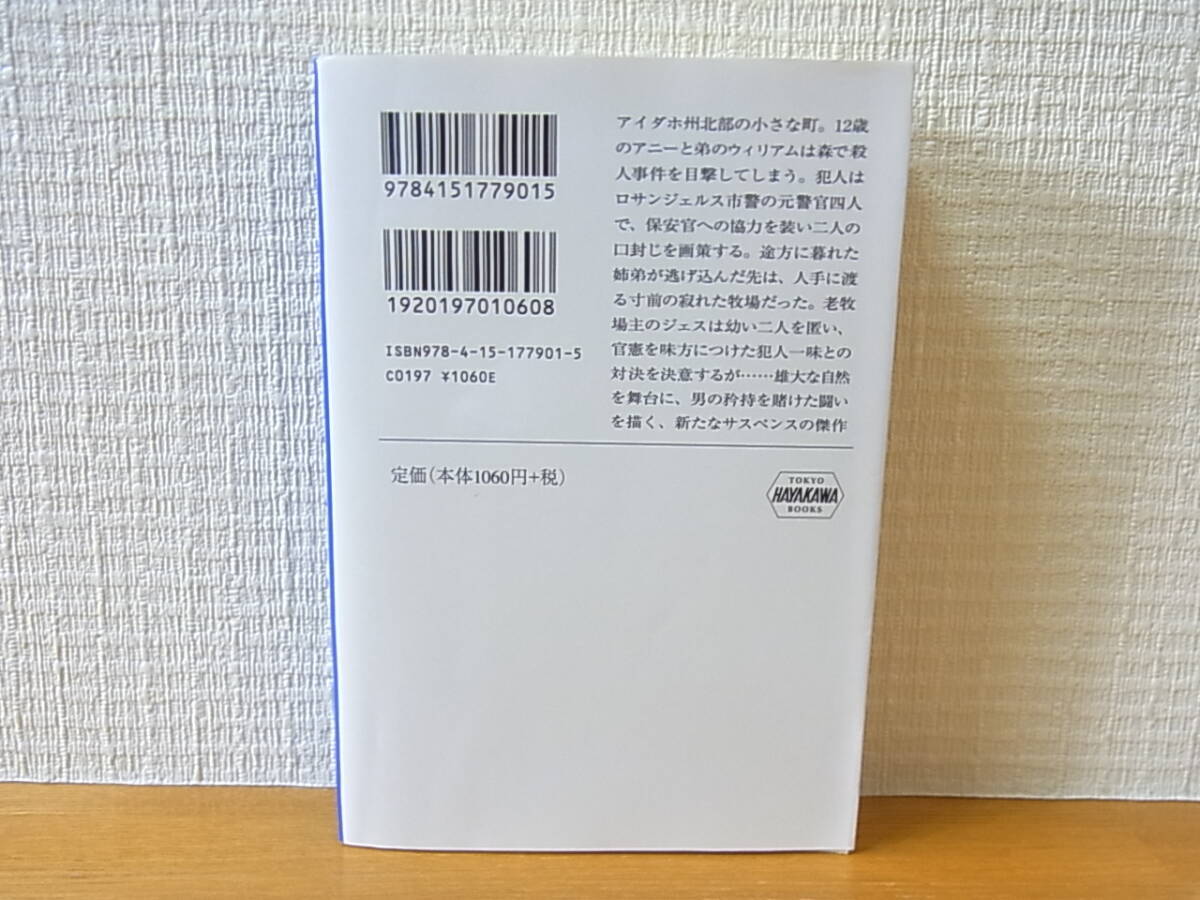 9784151779015
1920197010608
ISBN978-4-15-177901-5
C0197 ¥1060E
アイダホ州北部の小さな町。12歳
のアニーと弟のウィリアムは森で殺
人事件を目撃してしまう。犯人は
ロサンジェルス市警の元警官四人
で、保安官への協力を装い二人の
口封じを画策する。途方に暮れた
姉弟が逃げ込んだ先は、人手に渡
る寸前の寂れた牧場だった。老牧
場主のジェスは幼い二人を匿い、
官憲を味方につけた犯人一味との
対決を決意するが……雄大な自然
を舞台に、男の矜持を賭けた闘い
を描く、新たなサスペンスの傑作
定価(本体1060円+税)
TOKYO
HAYAKAWA
BOOKS